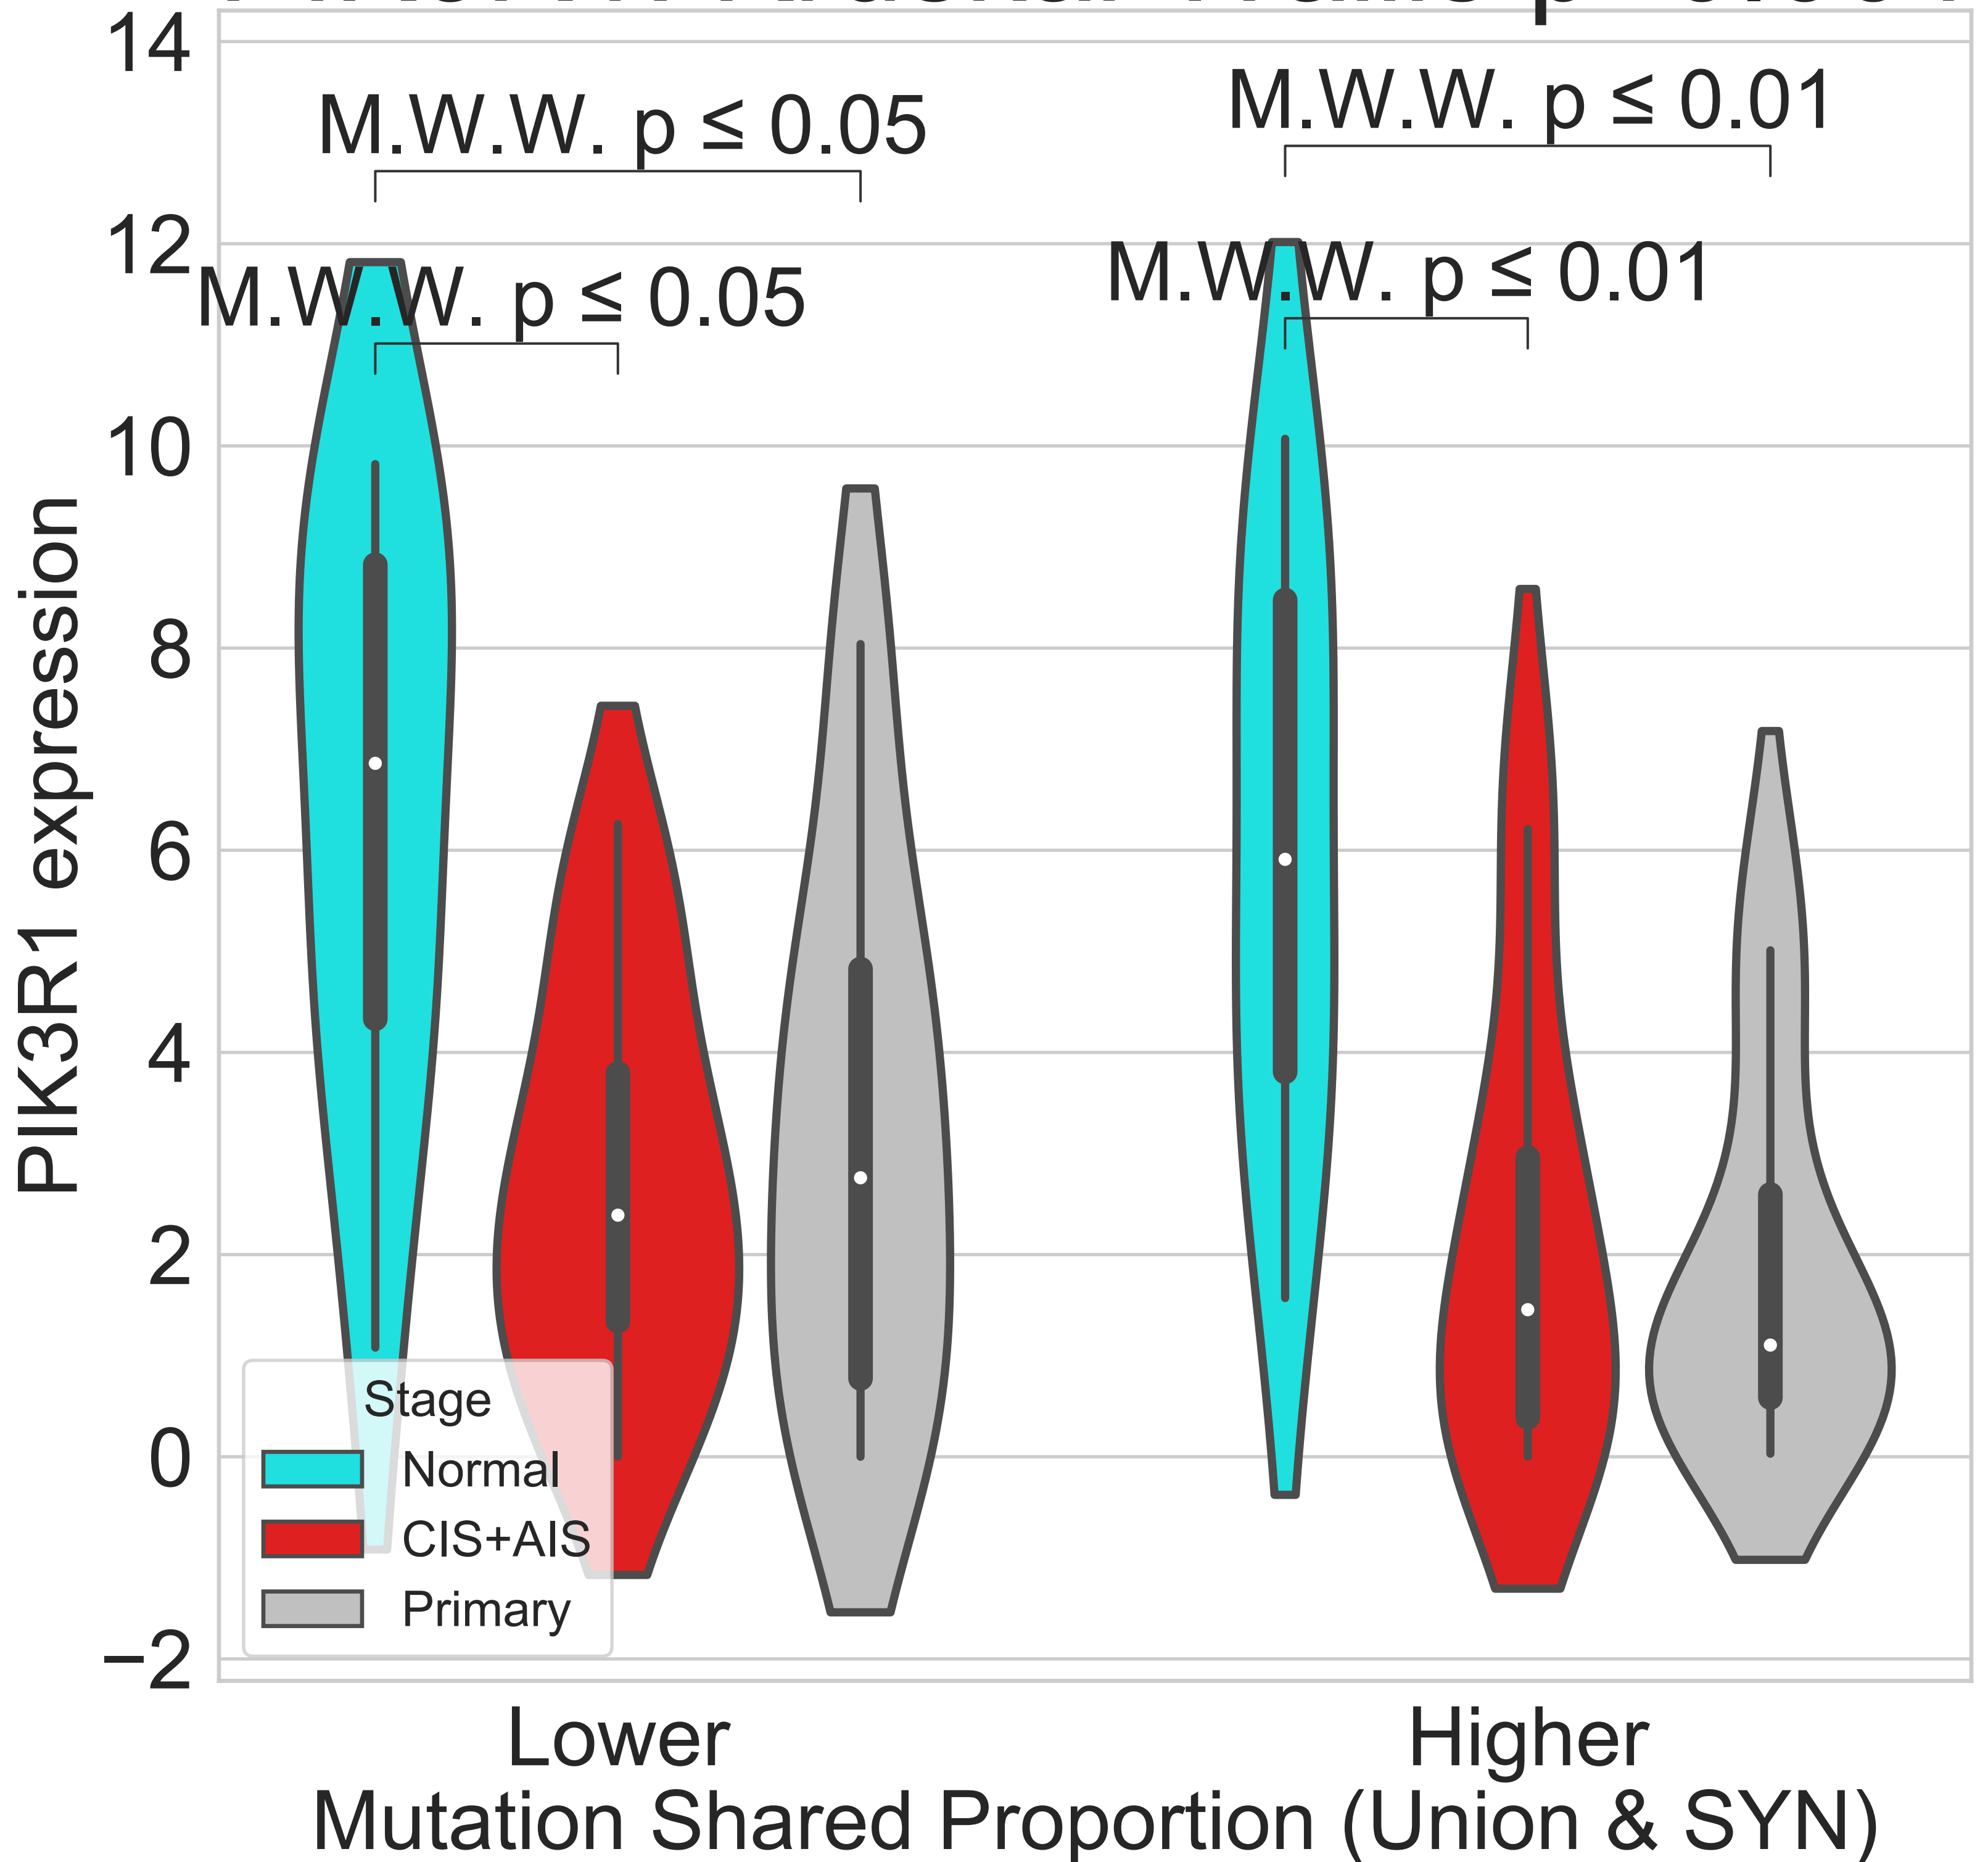 14
12
10
8
6
4
2
0
−2
PIK3R1 expression
M.W.W. p ≤ 0.05
M.W.W. p ≤ 0.01
M.W.W. p ≤ 0.05
M.W.W. p ≤ 0.01
Stage
Normal
CIS+AIS
Primary
Lower
Higher
Mutation Shared Proportion (Union & SYN)